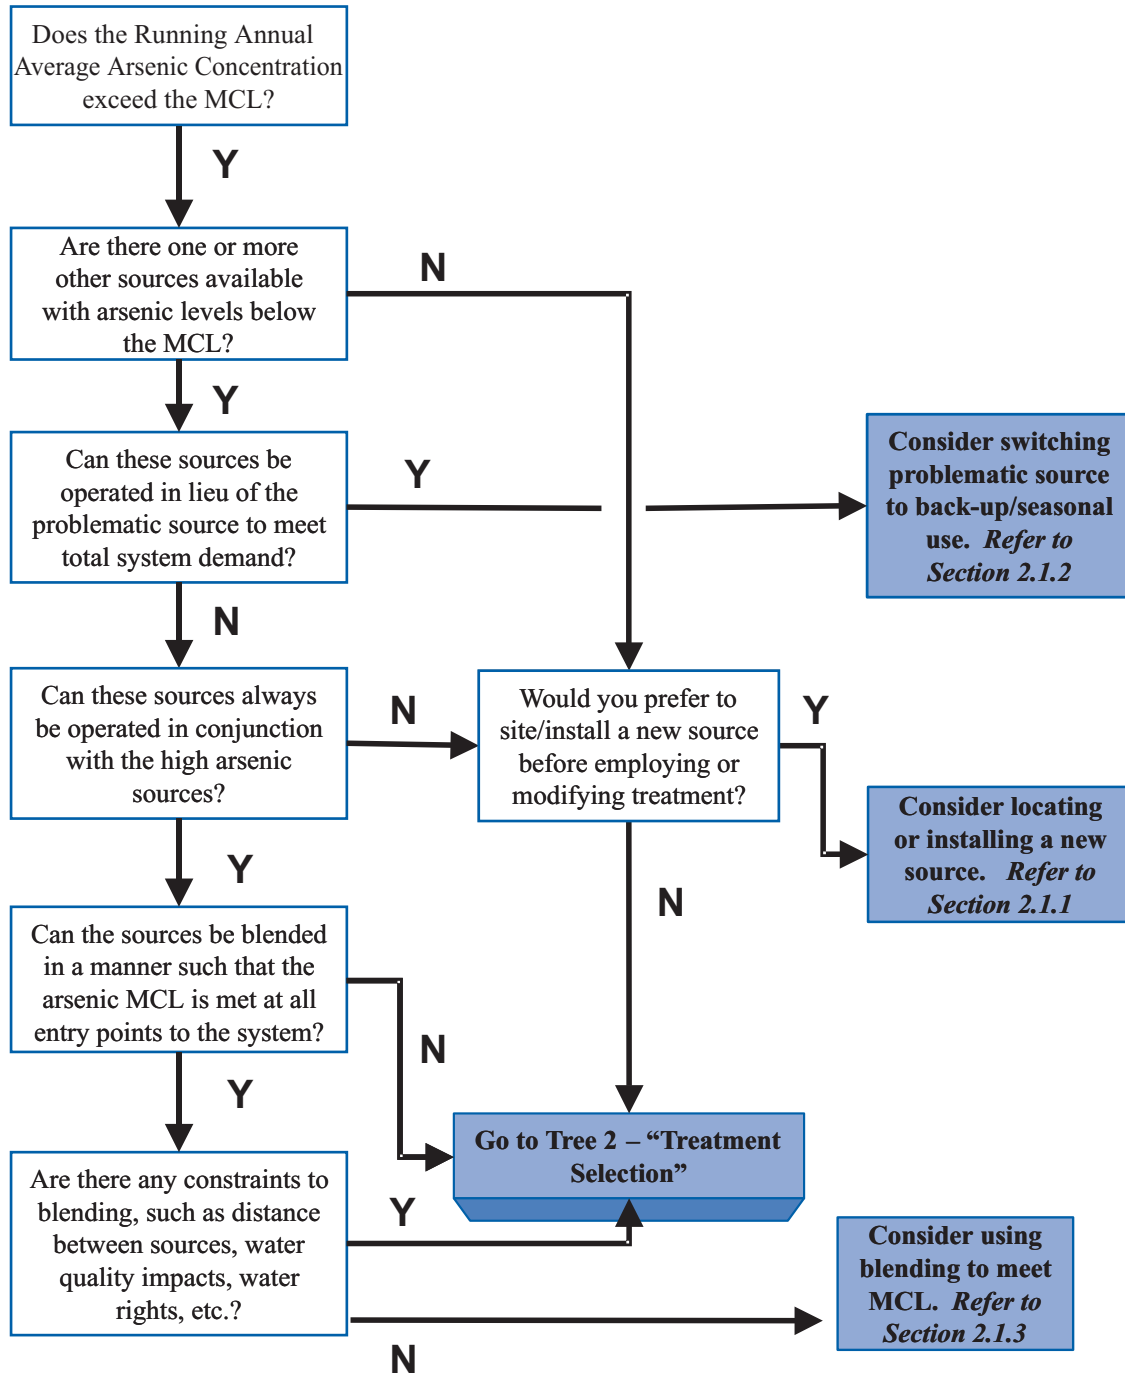 Does the Running Annual
Average Arsenic Concentration
exceed the MCL?
Y
Are there one or more
other sources available
with arsenic levels below
the MCL?
N
Y
Can these sources be
operated in lieu of the
problematic source to meet
total system demand?
Y
Consider switching
problematic source
to back-up/seasonal
use. Refer to
Section 2.1.2
N
Can these sources always
be operated in conjunction
with the high arsenic
sources?
N
Would you prefer to
site/install a new source
before employing or
modifying treatment?
Y
Consider locating
or installing a new
source. Refer to
Section 2.1.1
Y
N
Can the sources be blended
in a manner such that the
arsenic MCL is met at all
entry points to the system?
N
Y
Go to Tree 2 – “Treatment
Selection”
Are there any constraints to
blending, such as distance
between sources, water
quality impacts, water
rights, etc.?
Y
N
Consider using
blending to meet
MCL. Refer to
Section 2.1.3